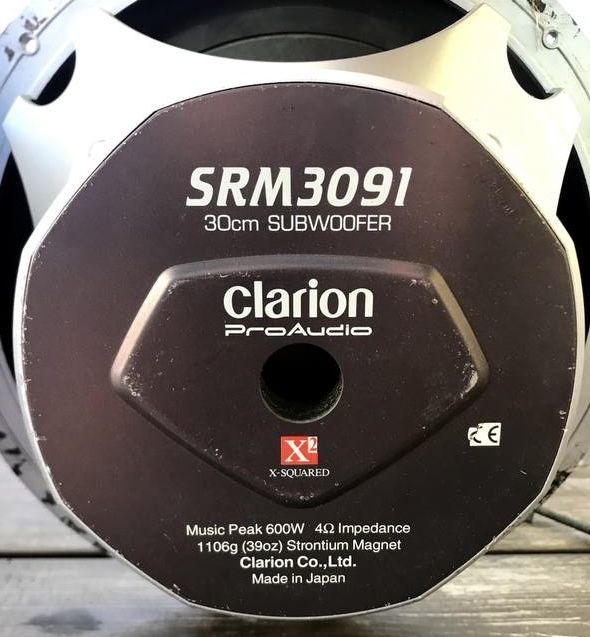 SRM3091
30cm SUBWOOFER
Clarion
ProAudio
X²
X-SQUARED
CE
Music Peak 600W 4Ω Impedance
1106g (39oz) Strontium Magnet
Clarion Co.,Ltd.
Made in Japan